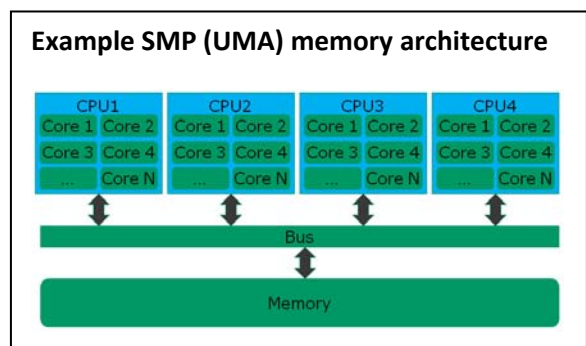 Example SMP (UMA) memory architecture
CPU1
Core 1 Core 2
Core 3 Core 4
... Core N
CPU2
Core 1 Core 2
Core 3 Core 4
... Core N
CPU3
Core 1 Core 2
Core 3 Core 4
... Core N
CPU4
Core 1 Core 2
Core 3 Core 4
... Core N
Bus
Memory